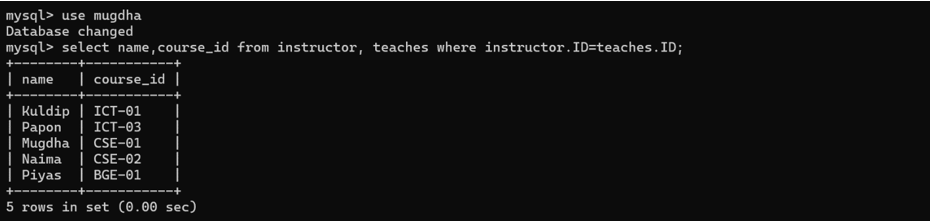 mysql> use mugdha
Database changed
mysql> select name,course_id from instructor, teaches where instructor.ID=teaches.ID;
+--------+-----------+
| name   | course_id |
+--------+-----------+
| Kuldip | ICT-01    |
| Papon  | ICT-03    |
| Mugdha | CSE-01    |
| Naima  | CSE-02    |
| Piyas  | BGE-01    |
+--------+-----------+
5 rows in set (0.00 sec)